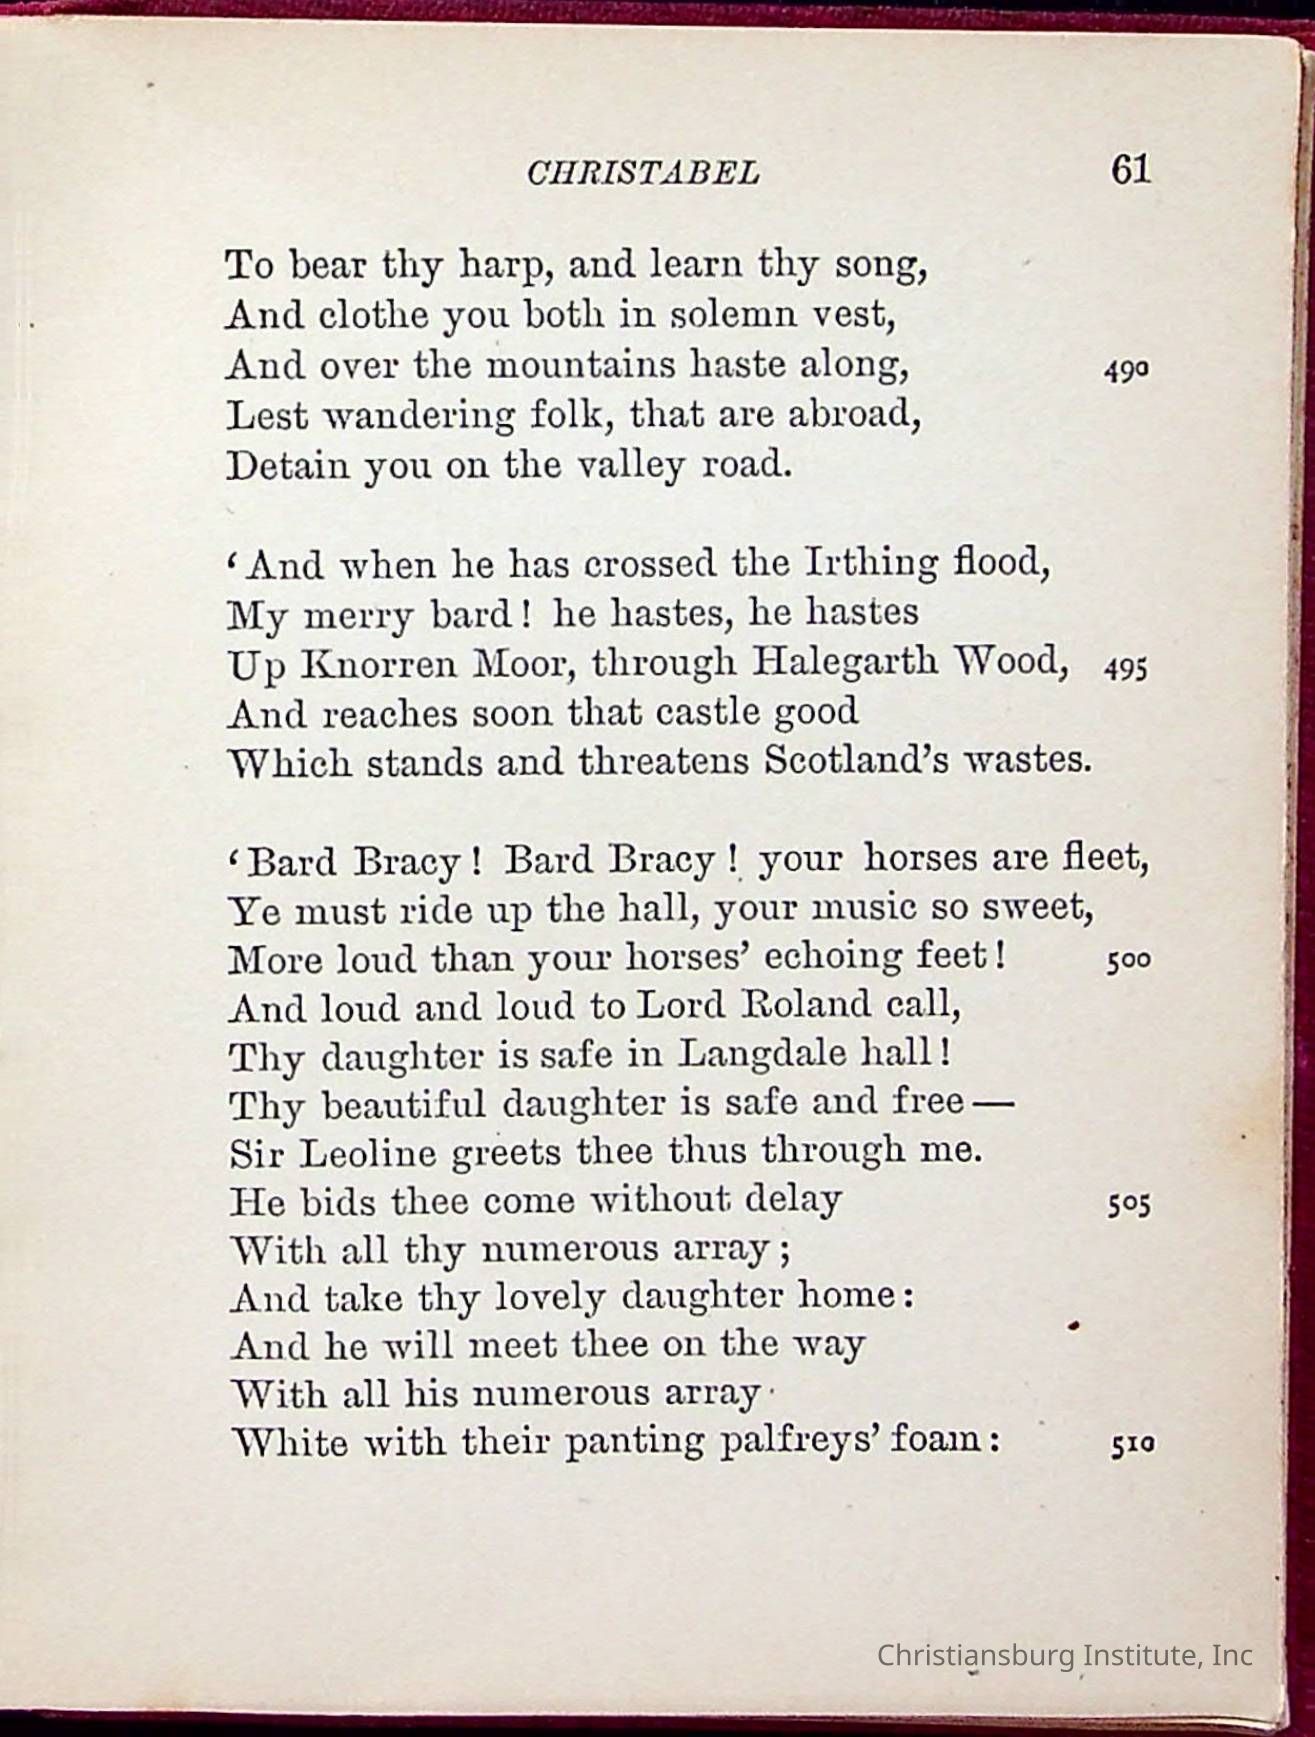 CHRISTABEL 61
To bear thy harp, and learn thy song,
And clothe you both in solemn vest,
And over the mountains haste along, 490
Lest wandering folk, that are abroad,
Detain you on the valley road.
‘And when he has crossed the Irthing flood,
My merry bard! he hastes, he hastes
Up Knorren Moor, through Halegarth Wood, 495
And reaches soon that castle good
Which stands and threatens Scotland’s wastes.
‘Bard Bracy! Bard Bracy! your horses are fleet,
Ye must ride up the hall, your music so sweet,
More loud than your horses’ echoing feet! 500
And loud and loud to Lord Roland call,
Thy daughter is safe in Langdale hall!
Thy beautiful daughter is safe and free—
Sir Leoline greets thee thus through me.
He bids thee come without delay 505
With all thy numerous array;
And take thy lovely daughter home:
And he will meet thee on the way
With all his numerous array
White with their panting palfreys’ foam: 510
Christiansburg Institute, Inc